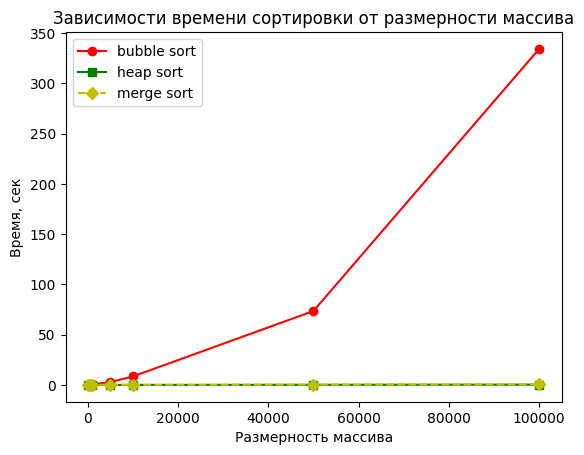 Зависимости времени сортировки от размерности массива
bubble sort
heap sort
merge sort
Время, сек
350
300
250
200
150
100
50
0
0
20000
40000
60000
80000
100000
Размерность массива